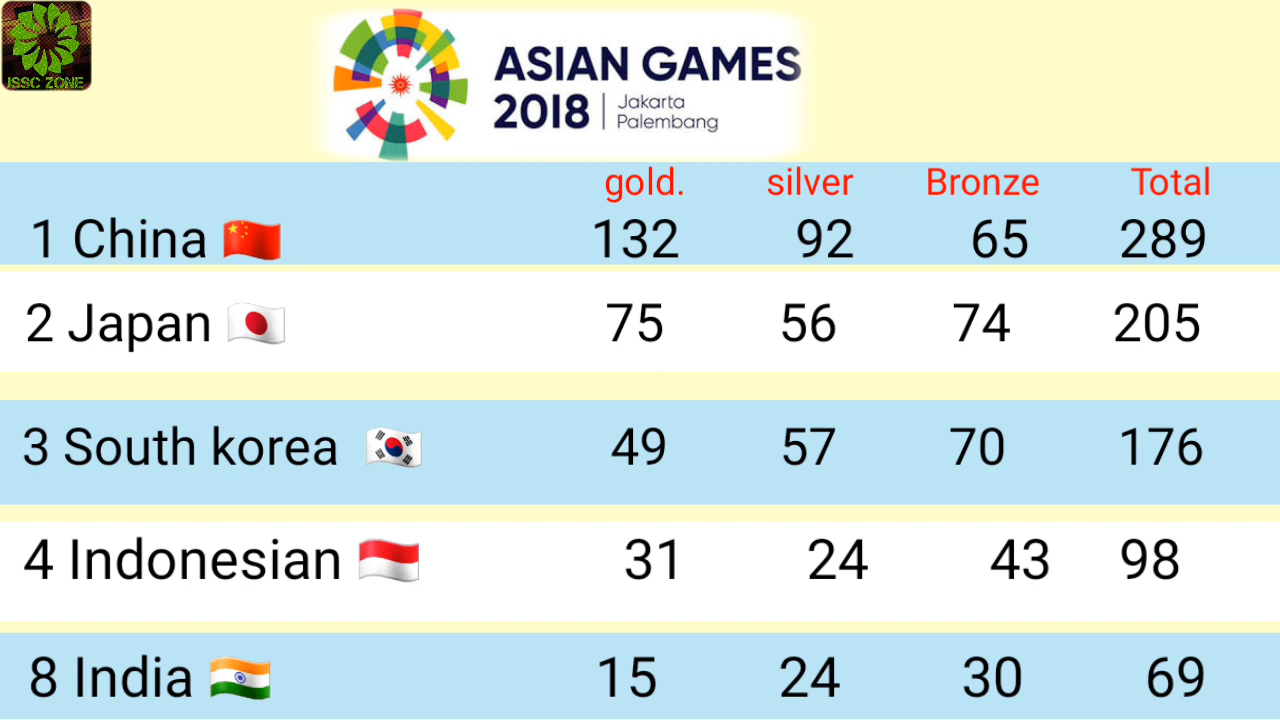 ISSC ZONE
ASIAN GAMES
2018 | Jakarta
Palembang
gold. silver Bronze Total
1 China 🇨🇳 132 92 65 289
2 Japan 🇯🇵 75 56 74 205
3 South korea 🇰🇷 49 57 70 176
4 Indonesian 🇮🇩 31 24 43 98
8 India 🇮🇳 15 24 30 69